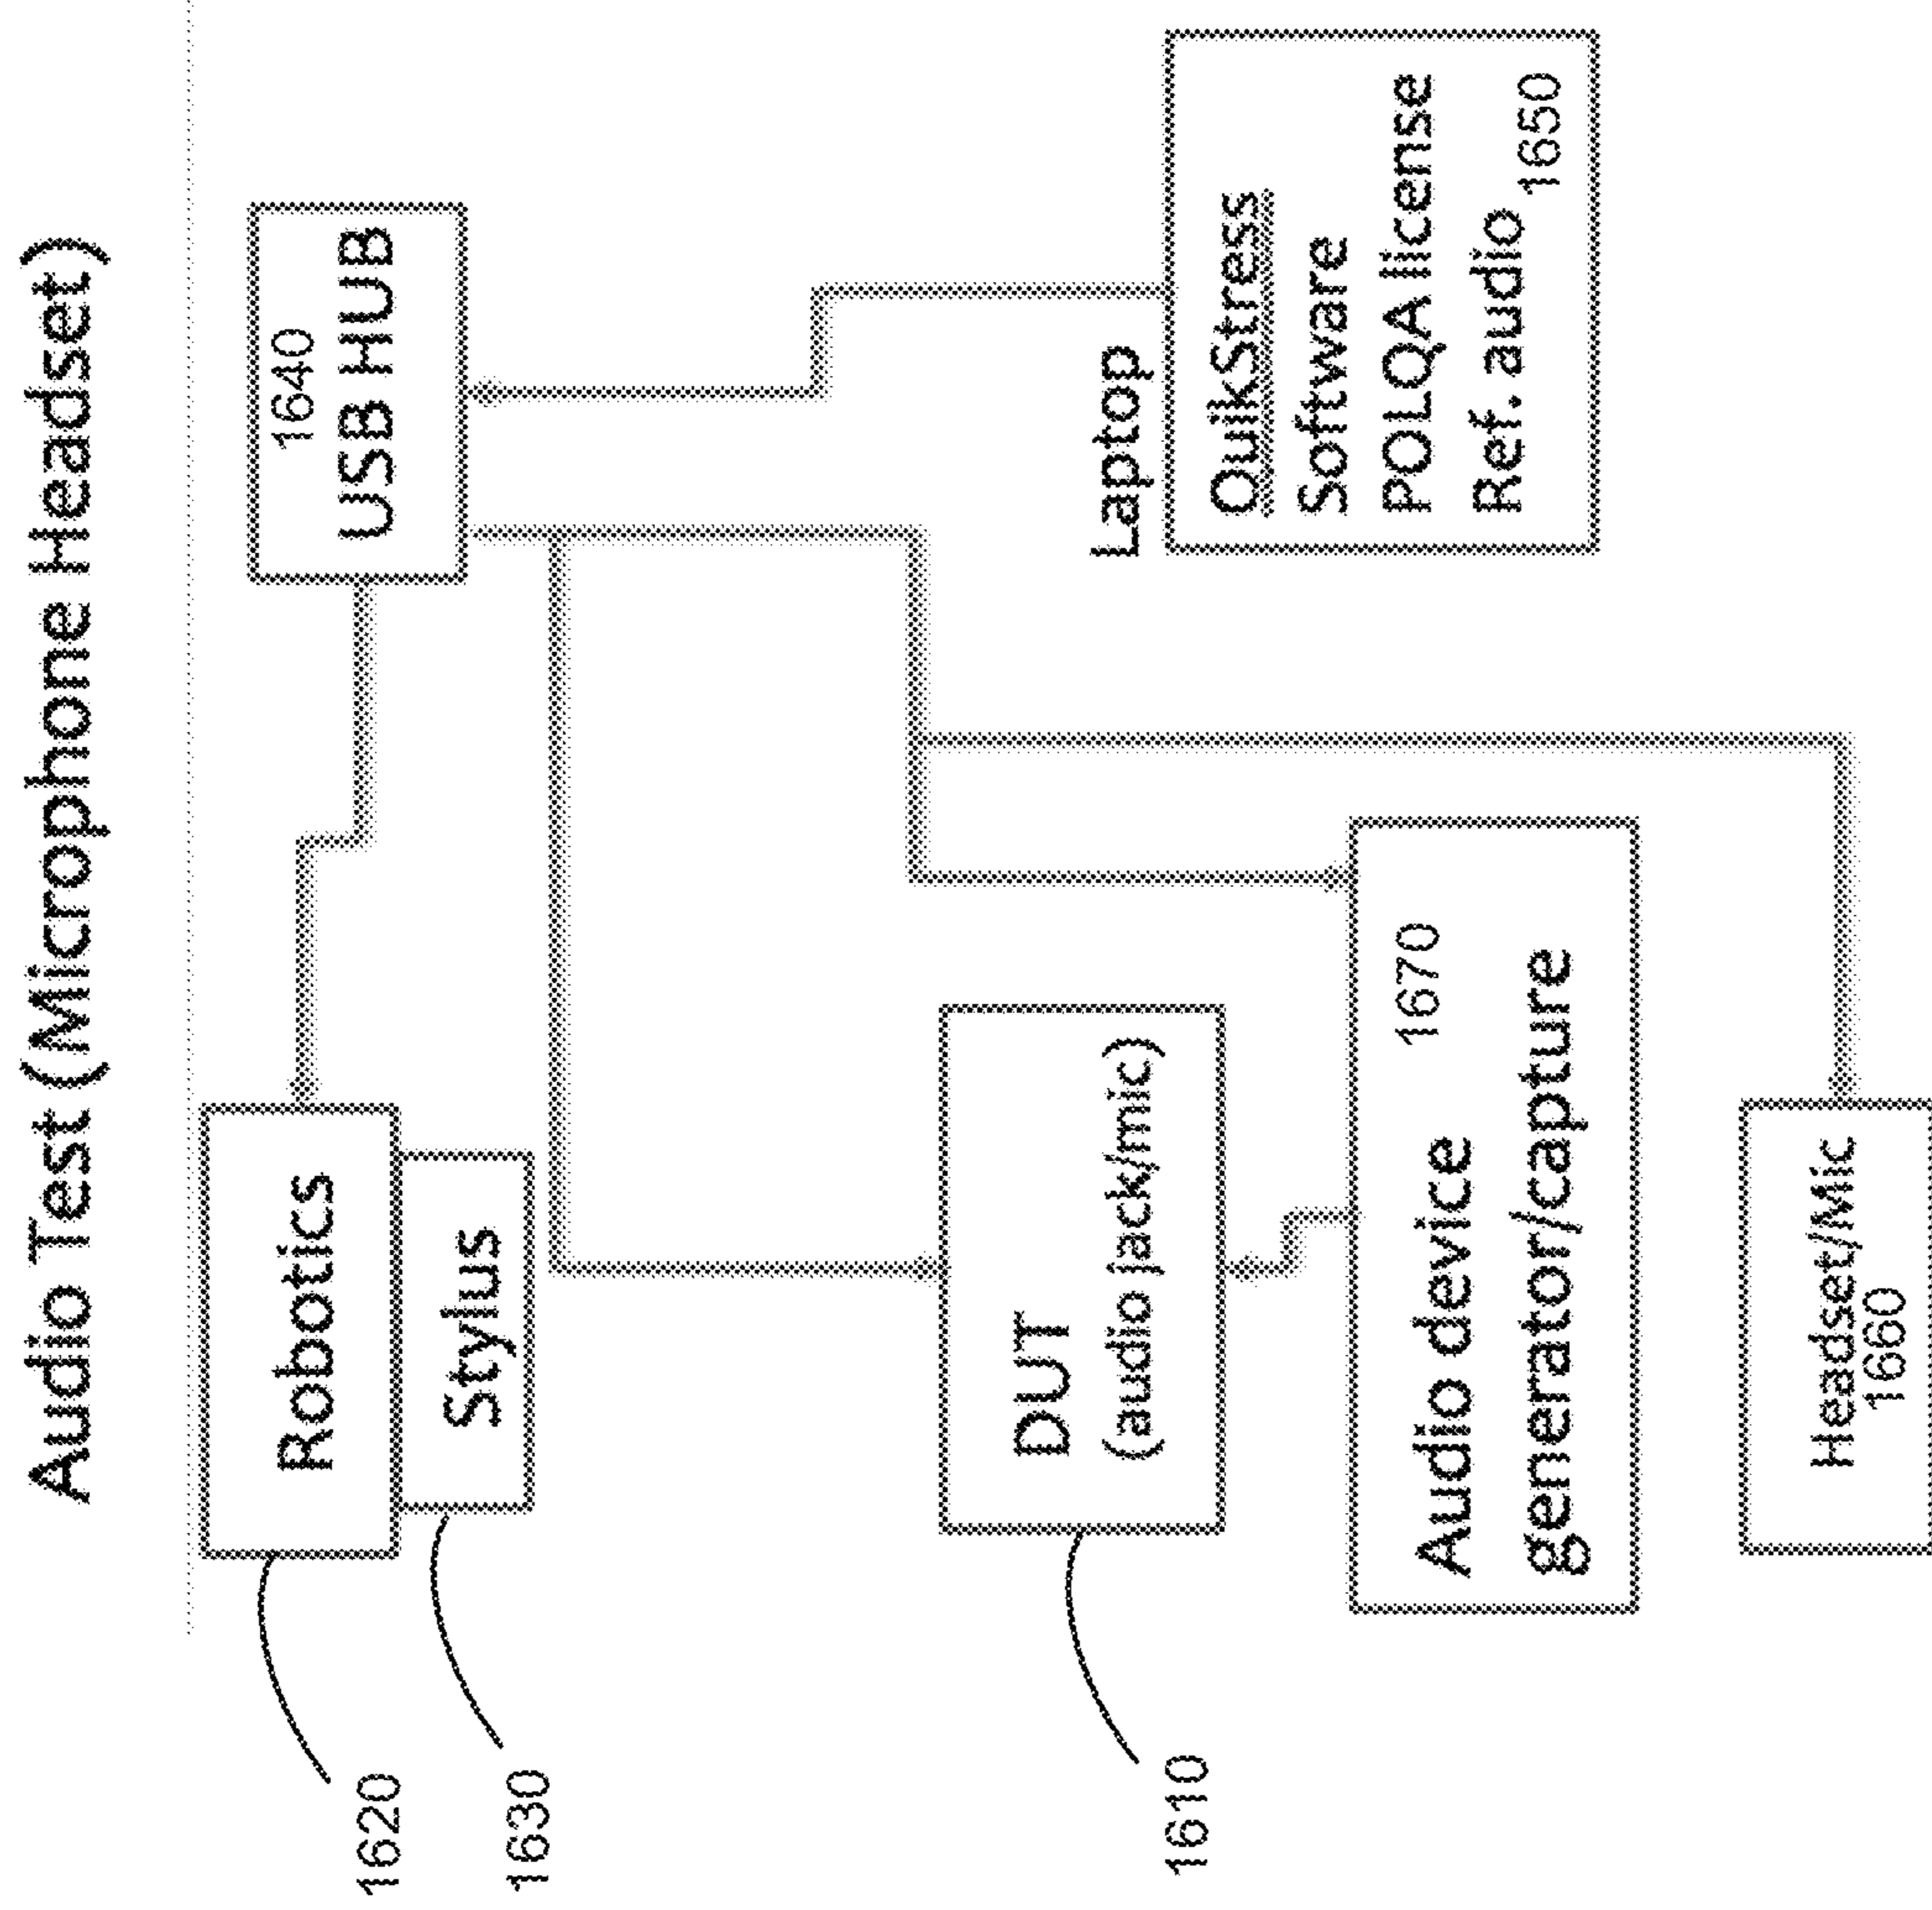 Audio Test (Microphone Headset)
1620
Robotics
1630
Stylus
1640
USB HUB
1610
DUT
(audio jack/mic)
Laptop
QuikStress
Software
POLQA license
Ref. audio
1650
1670
Audio device
generator/capture
Headset/Mic
1660